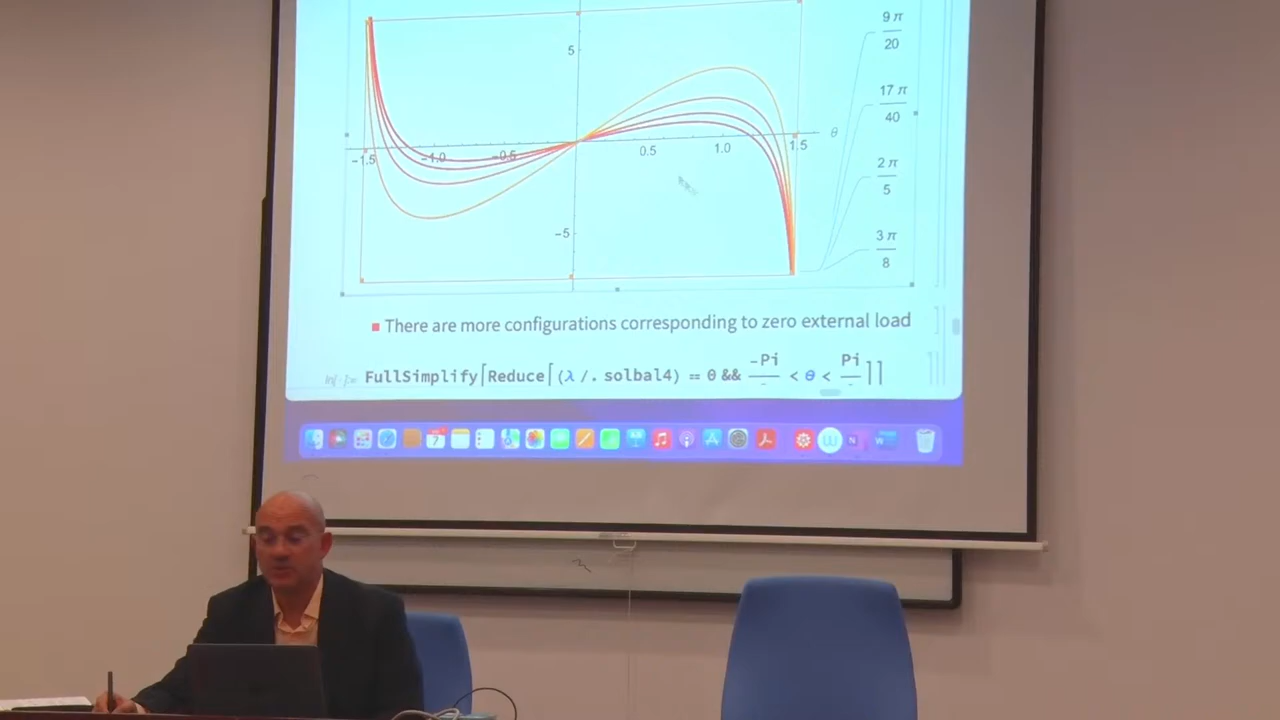 9 π
20
5
17 π
40
θ
-1.5
-1.0
-0.5
0.5
1.0
1.5
2 π
5
-5
3 π
8
There are more configurations corresponding to zero external load
In[·]:= FullSimplify[Reduce[(λ /. solbal4) == 0 && -Pi < θ < Pi]]